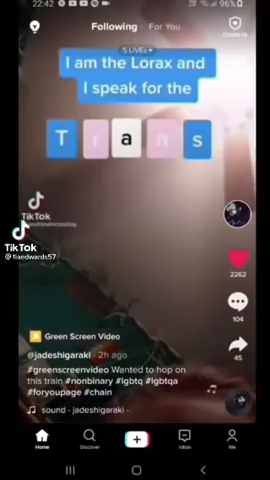 22:42
96%
Following
For You
COVID-19
5 LIVEs
I am the Lorax and
I speak for the
Trans
TikTok
TikTok
@tiaedwards57
2262
104
45
Green Screen Video
@jadeshigaraki · 2h ago
#greenscreenvideo Wanted to hop on
this train #nonbinary #lgbtq #lgbtqa
#foryoupage #chain
sound - jadeshigaraki -
Home
Discover
Inbox
Me